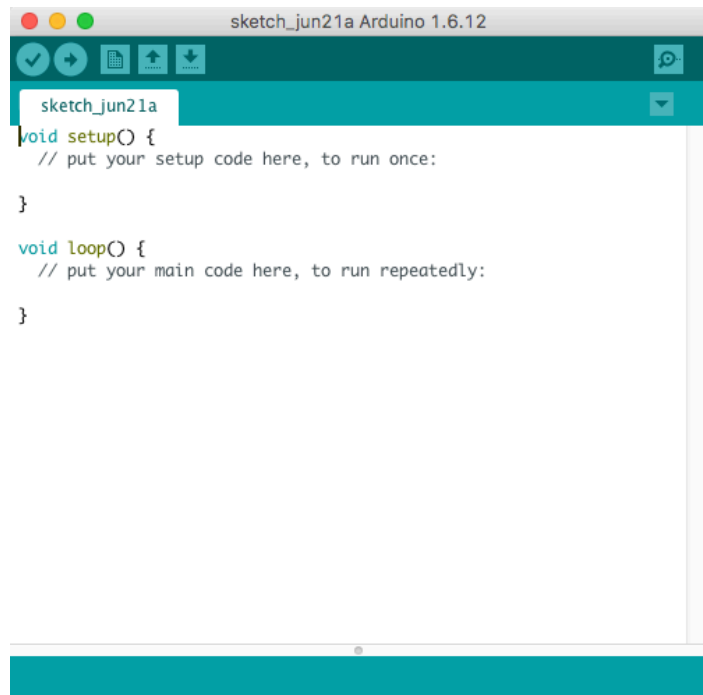 sketch_jun21a Arduino 1.6.12
sketch_jun21a
void setup() {
  // put your setup code here, to run once:
}
void loop() {
  // put your main code here, to run repeatedly:
}